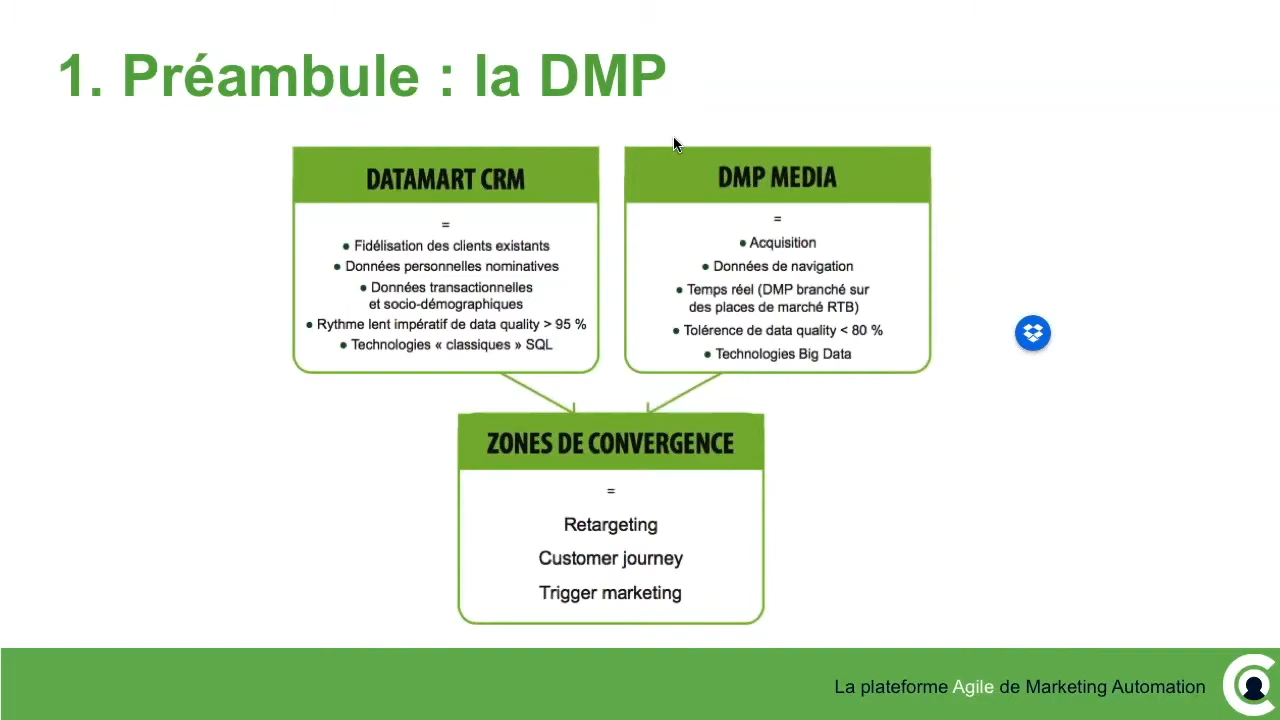 1. Préambule : la DMP
DATAMART CRM
=
● Fidélisation des clients existants
● Données personnelles nominatives
● Données transactionnelles
et socio-démographiques
● Rythme lent impératif de data quality > 95 %
● Technologies « classiques » SQL
DMP MEDIA
=
● Acquisition
● Données de navigation
● Temps réel (DMP branché sur
des places de marché RTB)
● Tolérence de data quality < 80 %
● Technologies Big Data
ZONES DE CONVERGENCE
=
Retargeting
Customer journey
Trigger marketing
La plateforme Agile de Marketing Automation